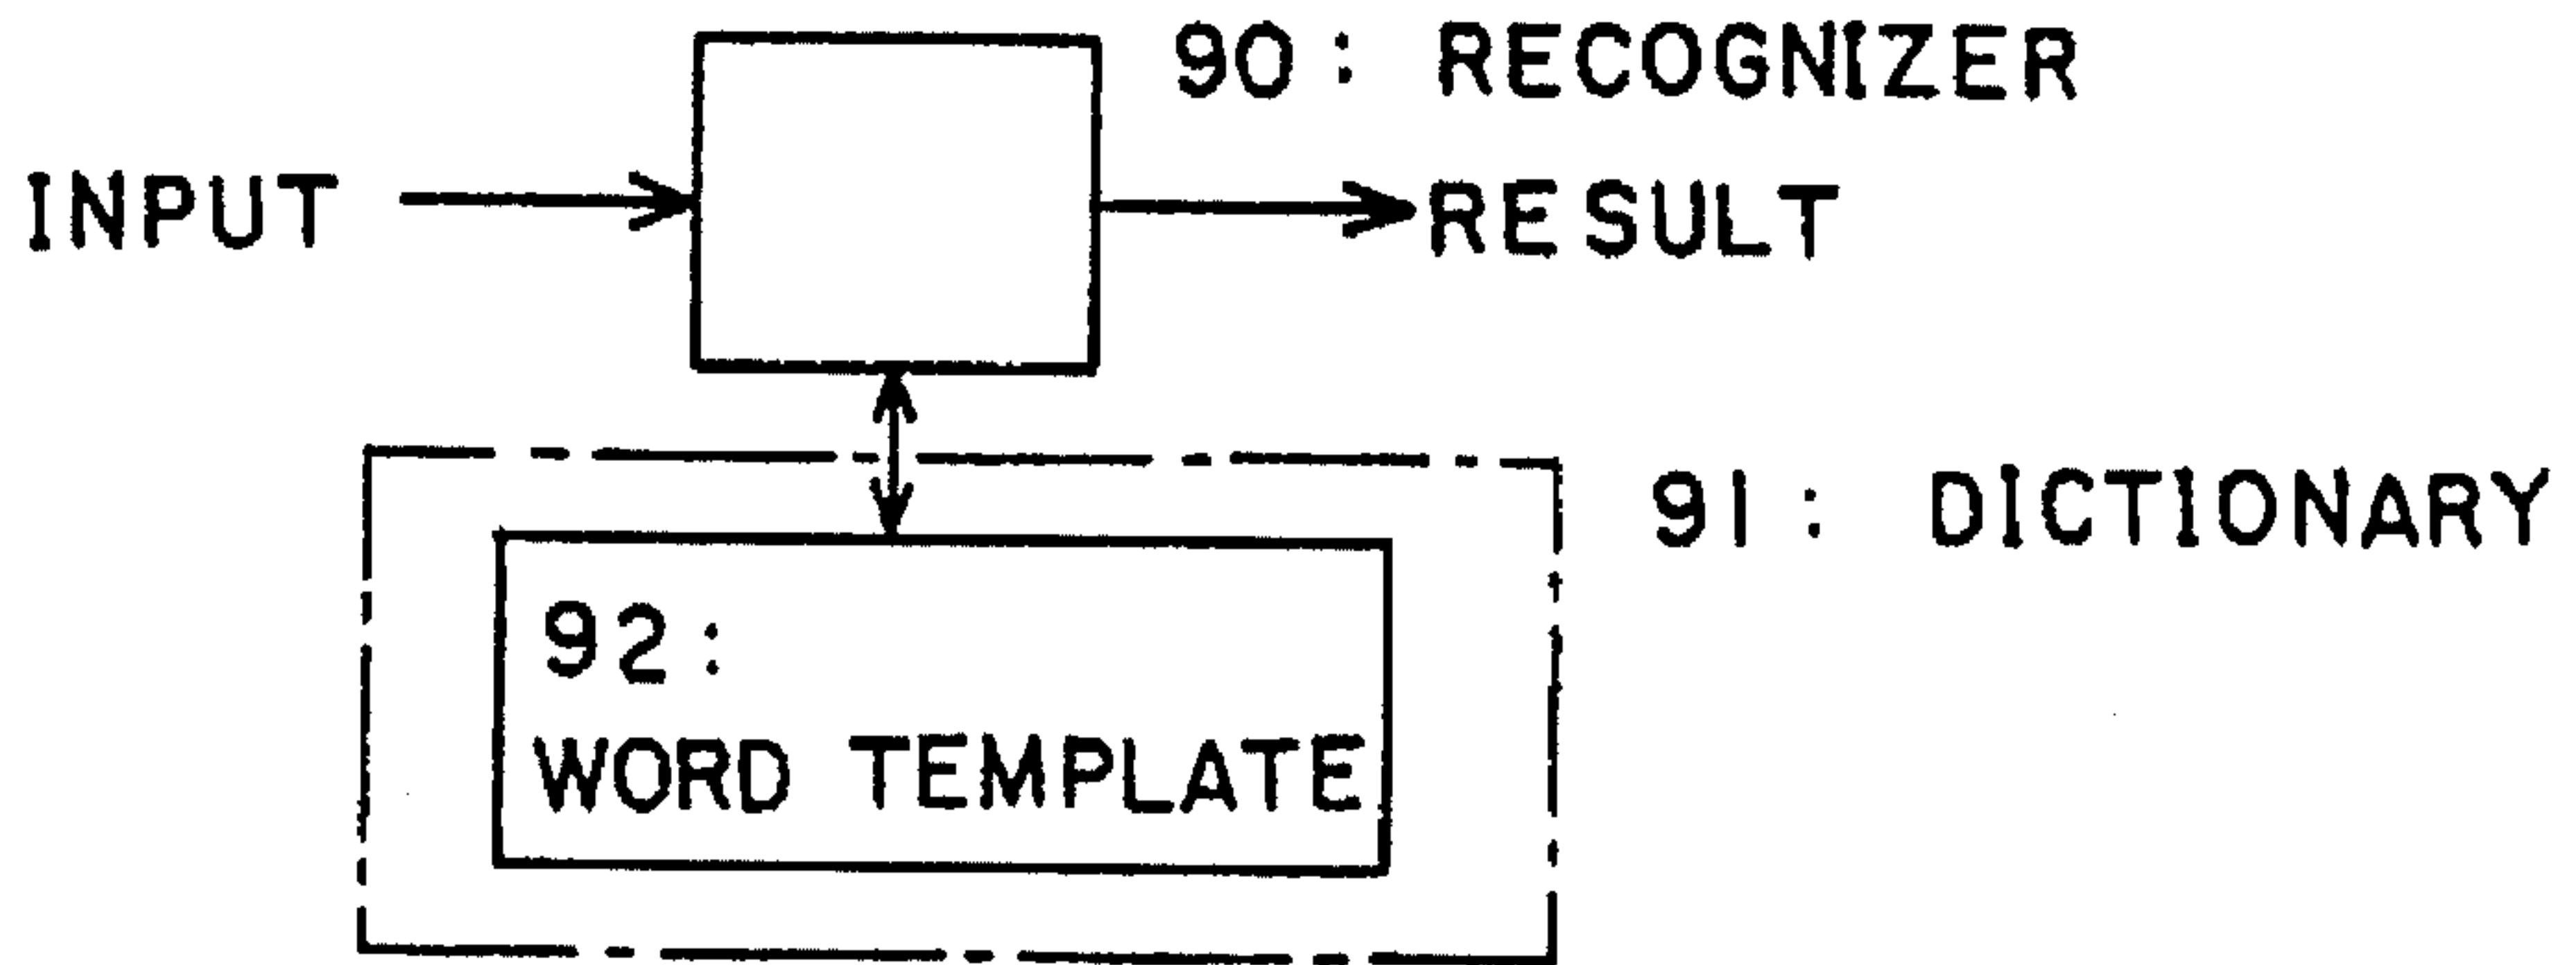 90: RECOGNIZER
INPUT
RESULT
91: DICTIONARY
92:
WORD TEMPLATE